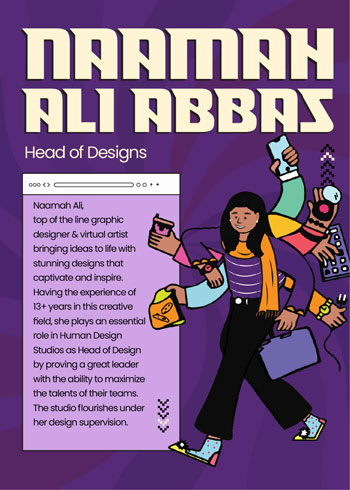 NAAMAH
ALI ABBAS
Head of Designs
Naamah Ali,
top of the line graphic
designer & virtual artist
bringing ideas to life with
stunning designs that
captivate and inspire.
Having the experience of
13+ years in this creative
field, she plays an essential
role in Human Design
Studios as Head of Design
by proving a great leader
with the ability to maximize
the talents of their teams.
The studio flourishes under
her design supervision.